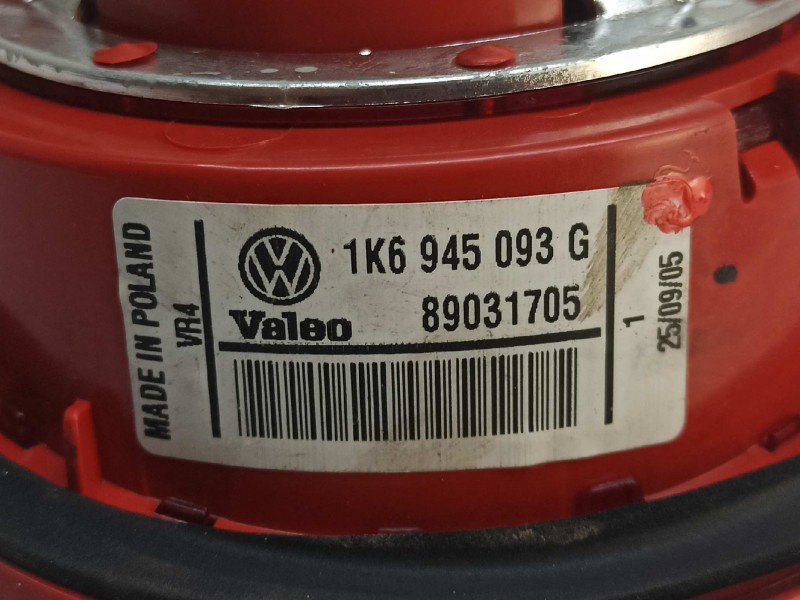 MADE IN POLAND
VR4
1K6 945 093 G
Valeo
89031705
1
25/09/05